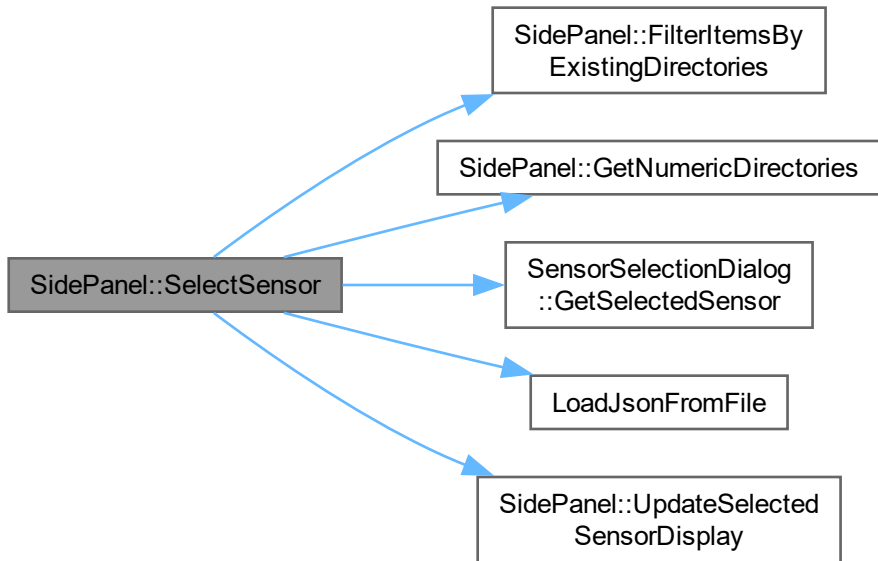 SidePanel::FilterItemsBy
ExistingDirectories
SidePanel::GetNumericDirectories
SidePanel::SelectSensor
SensorSelectionDialog
::GetSelectedSensor
LoadJsonFromFile
SidePanel::UpdateSelected
SensorDisplay